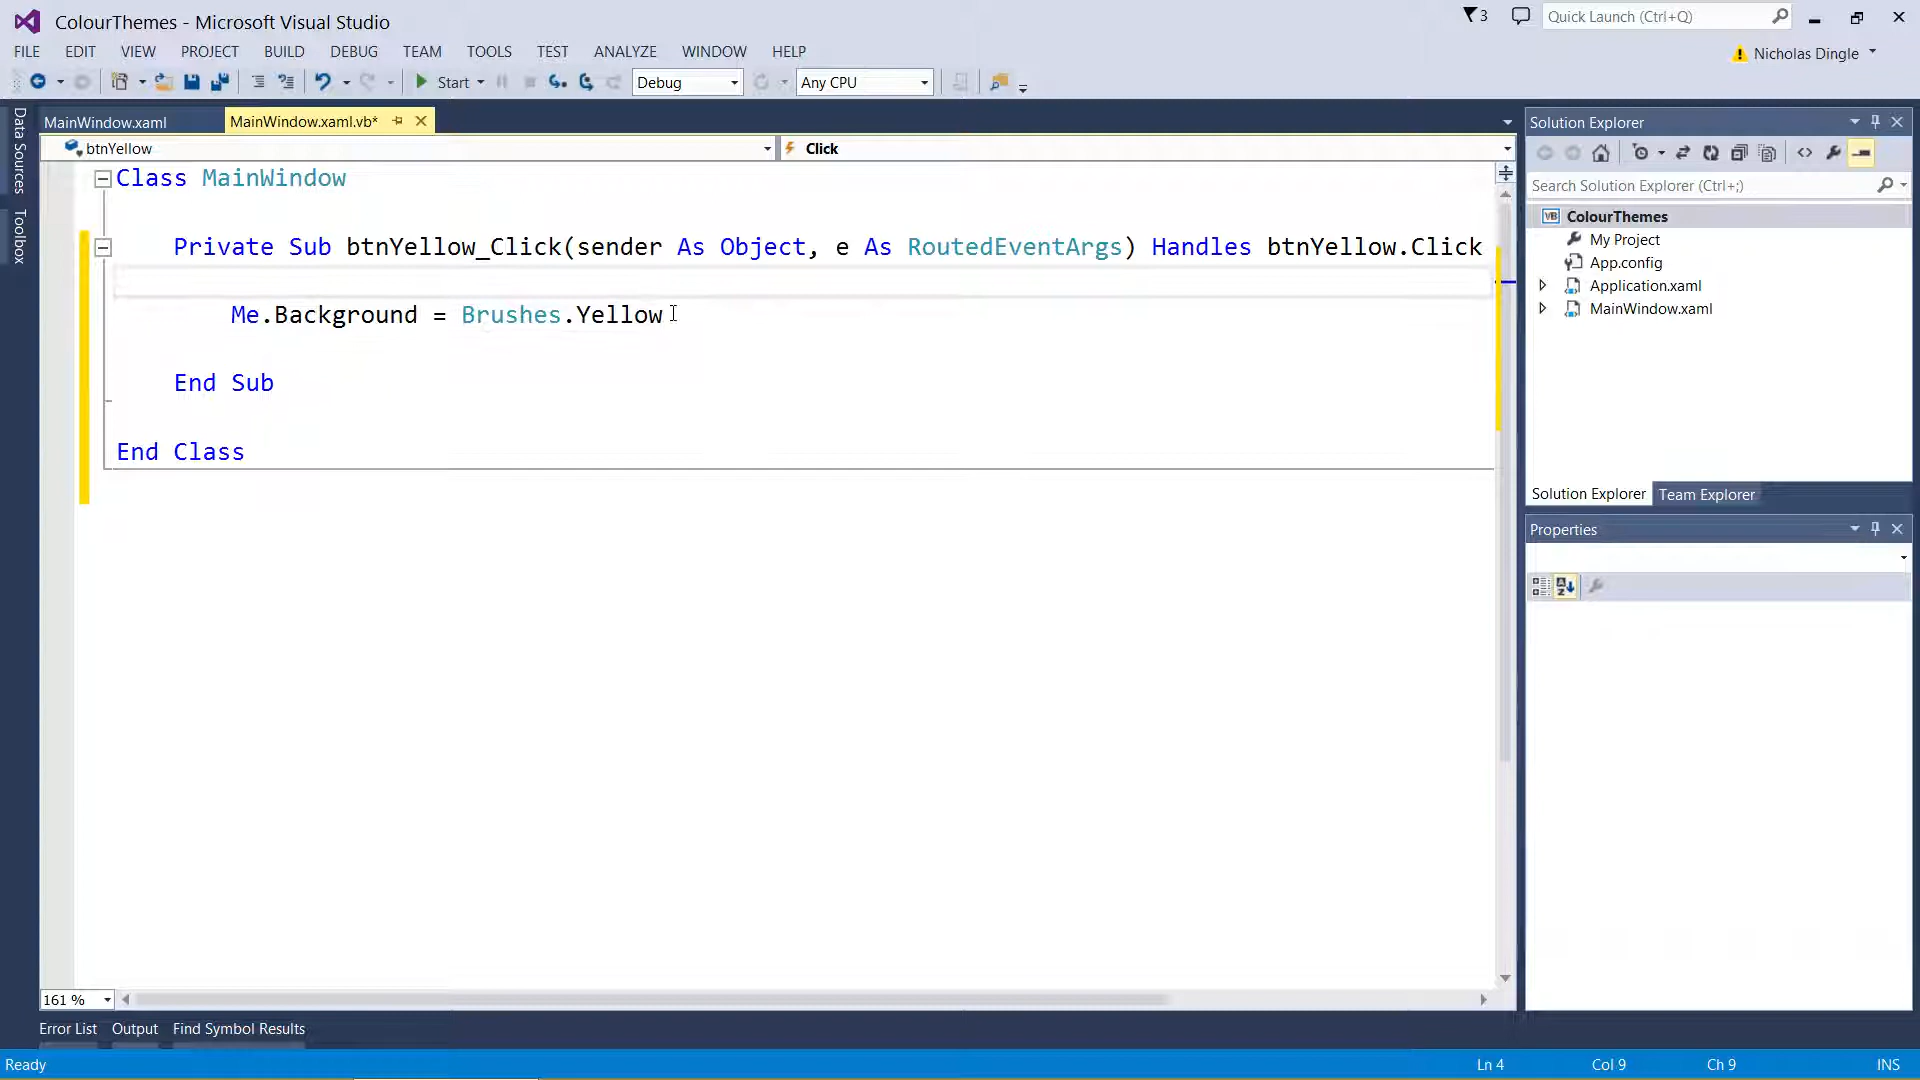 ColourThemes - Microsoft Visual Studio
3
Quick Launch (Ctrl+Q)
FILE EDIT VIEW PROJECT BUILD DEBUG TEAM TOOLS TEST ANALYZE WINDOW HELP
Nicholas Dingle
Start Debug Any CPU
Data Sources
Toolbox
MainWindow.xaml MainWindow.xaml.vb*
btnYellow Click
Class MainWindow
Private Sub btnYellow_Click(sender As Object, e As RoutedEventArgs) Handles btnYellow.Click
Me.Background = Brushes.Yellow
End Sub
End Class
161 %
Solution Explorer
Search Solution Explorer (Ctrl+;)
VB ColourThemes
My Project
App.config
Application.xaml
MainWindow.xaml
Solution Explorer Team Explorer
Properties
Error List Output Find Symbol Results
Ready Ln 4 Col 9 Ch 9 INS